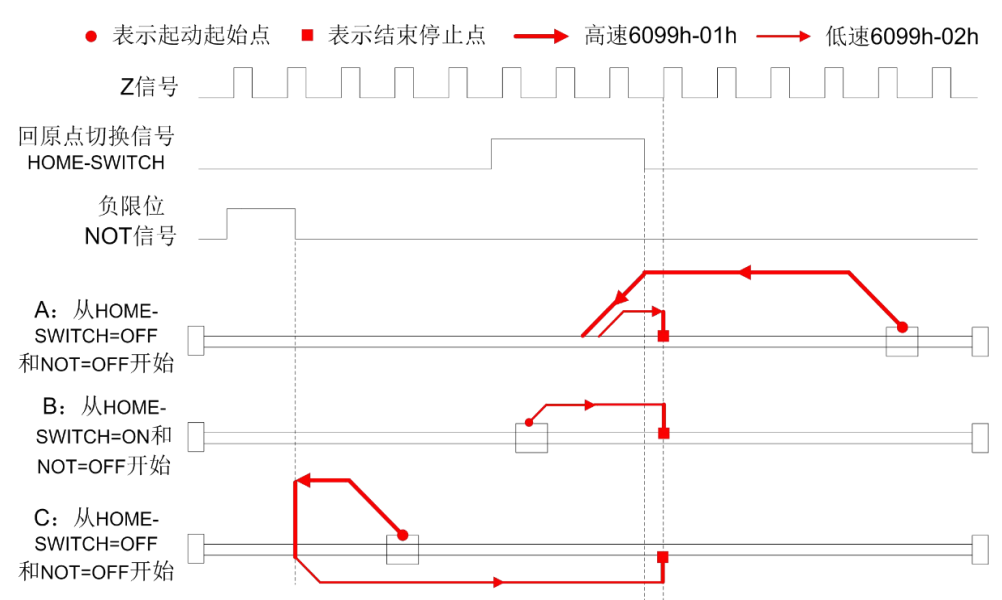 表示起动起始点 表示结束停止点 高速6099h-01h 低速6099h-02h
Z信号
回原点切换信号
HOME-SWITCH
负限位
NOT信号
A：从HOME-
SWITCH=OFF
和NOT=OFF开始
B：从HOME-
SWITCH=ON和
NOT=OFF开始
C：从HOME-
SWITCH=OFF
和NOT=OFF开始